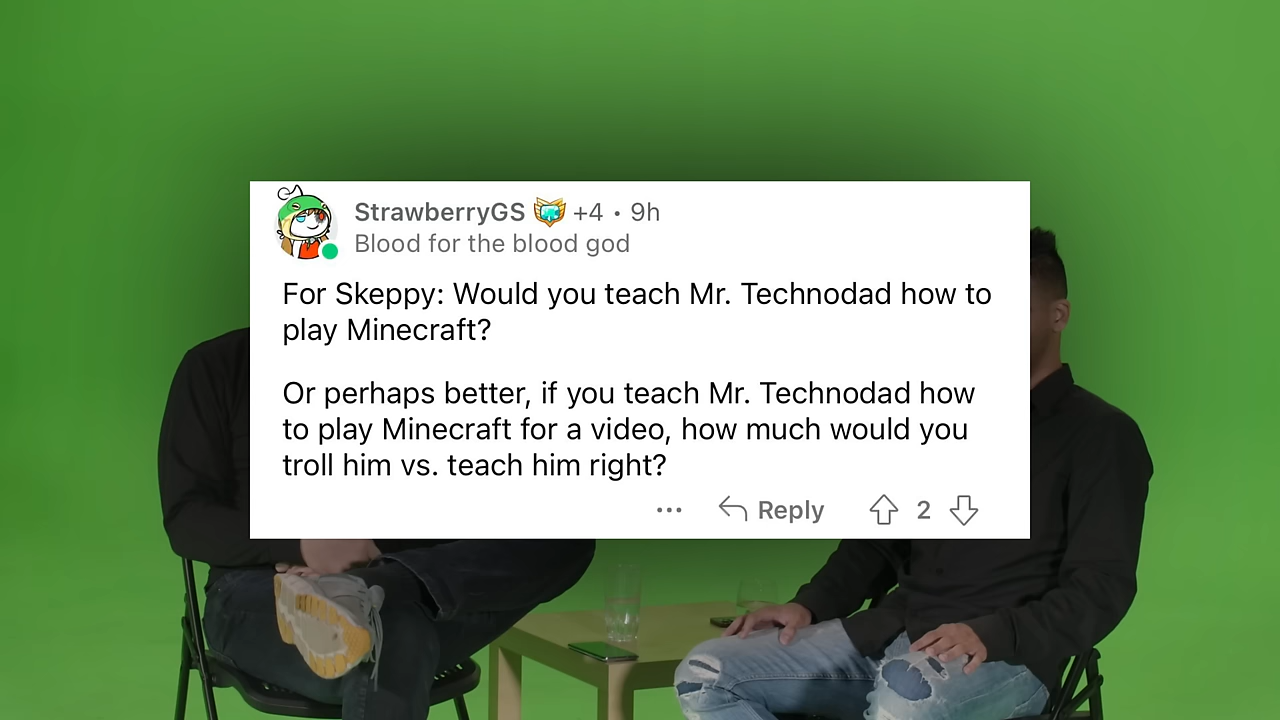 StrawberryGS +4 • 9h
Blood for the blood god
For Skeppy: Would you teach Mr. Technodad how to
play Minecraft?
Or perhaps better, if you teach Mr. Technodad how
to play Minecraft for a video, how much would you
troll him vs. teach him right?
... Reply 2